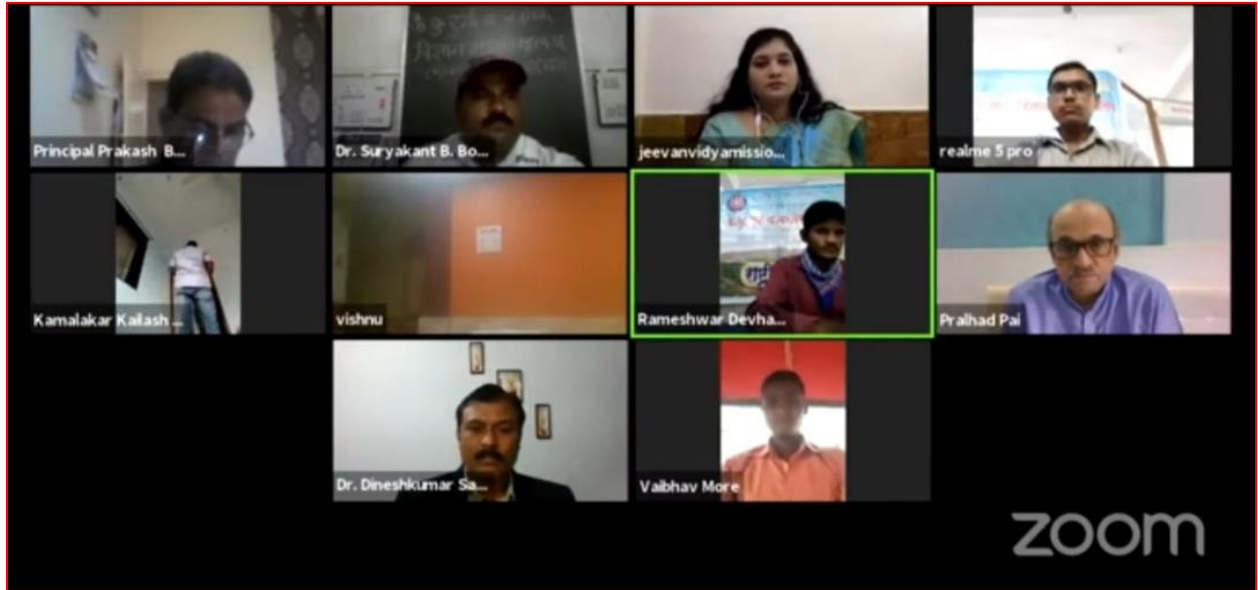 Principal Prakash B...
Dr. Suryakant B. Bo...
jeevanvidyamissio...
realme 5 pro
Kamalakar Kailash ...
vishnu
Rameshwar Devha...
Pralhad Pai
Dr. Dineshkumar Sa...
Vaibhav More
zoom